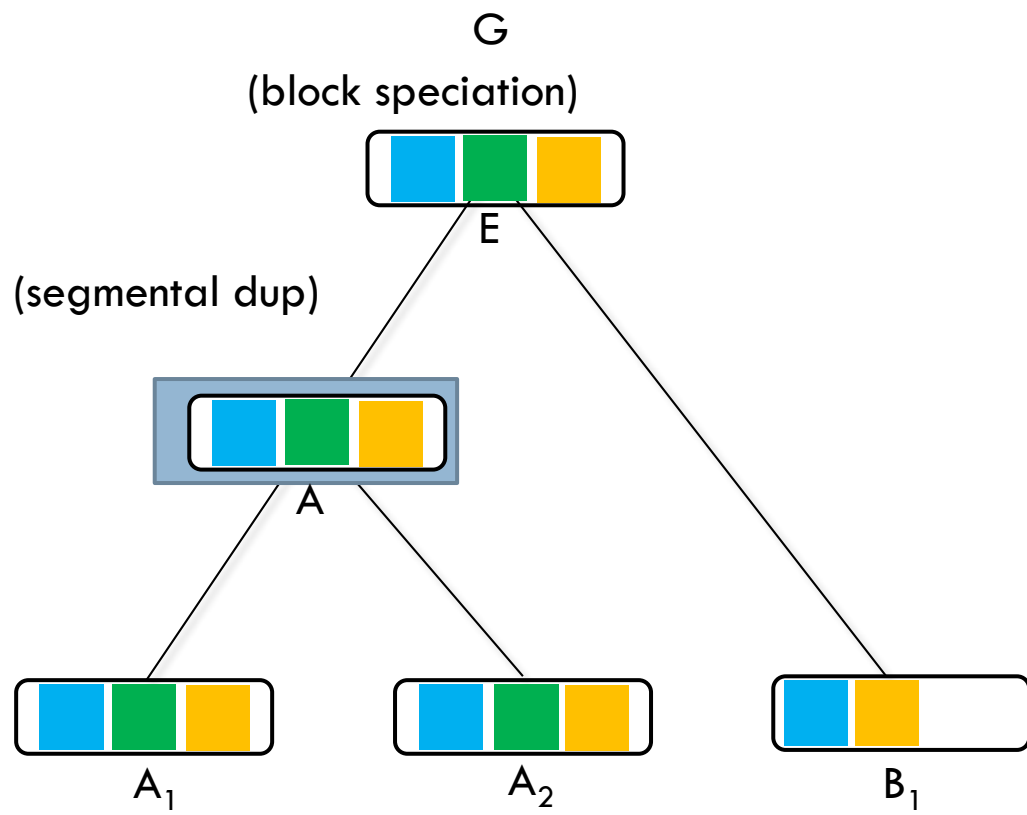 G
(block speciation)
E
(segmental dup)
A
A₁
A₂
B₁